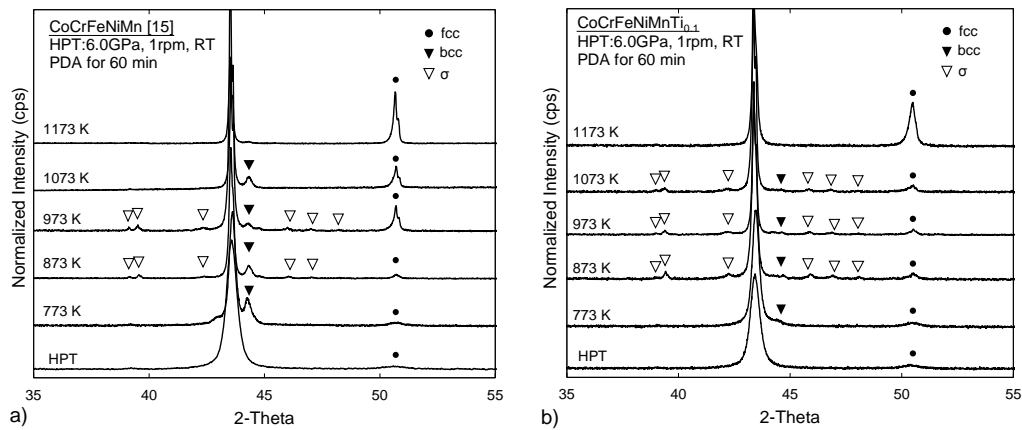 CoCrFeNiMn [15]
HPT:6.0GPa, 1rpm, RT
PDA for 60 min
fcc
bcc
σ
1173 K
1073 K
973 K
873 K
773 K
HPT
Normalized Intensity (cps)
35 40 45 50 55
2-Theta
a)
CoCrFeNiMnTi0.1
HPT:6.0GPa, 1rpm, RT
PDA for 60 min
fcc
bcc
σ
1173 K
1073 K
973 K
873 K
773 K
HPT
Normalized Intensity (cps)
35 40 45 50 55
2-Theta
b)